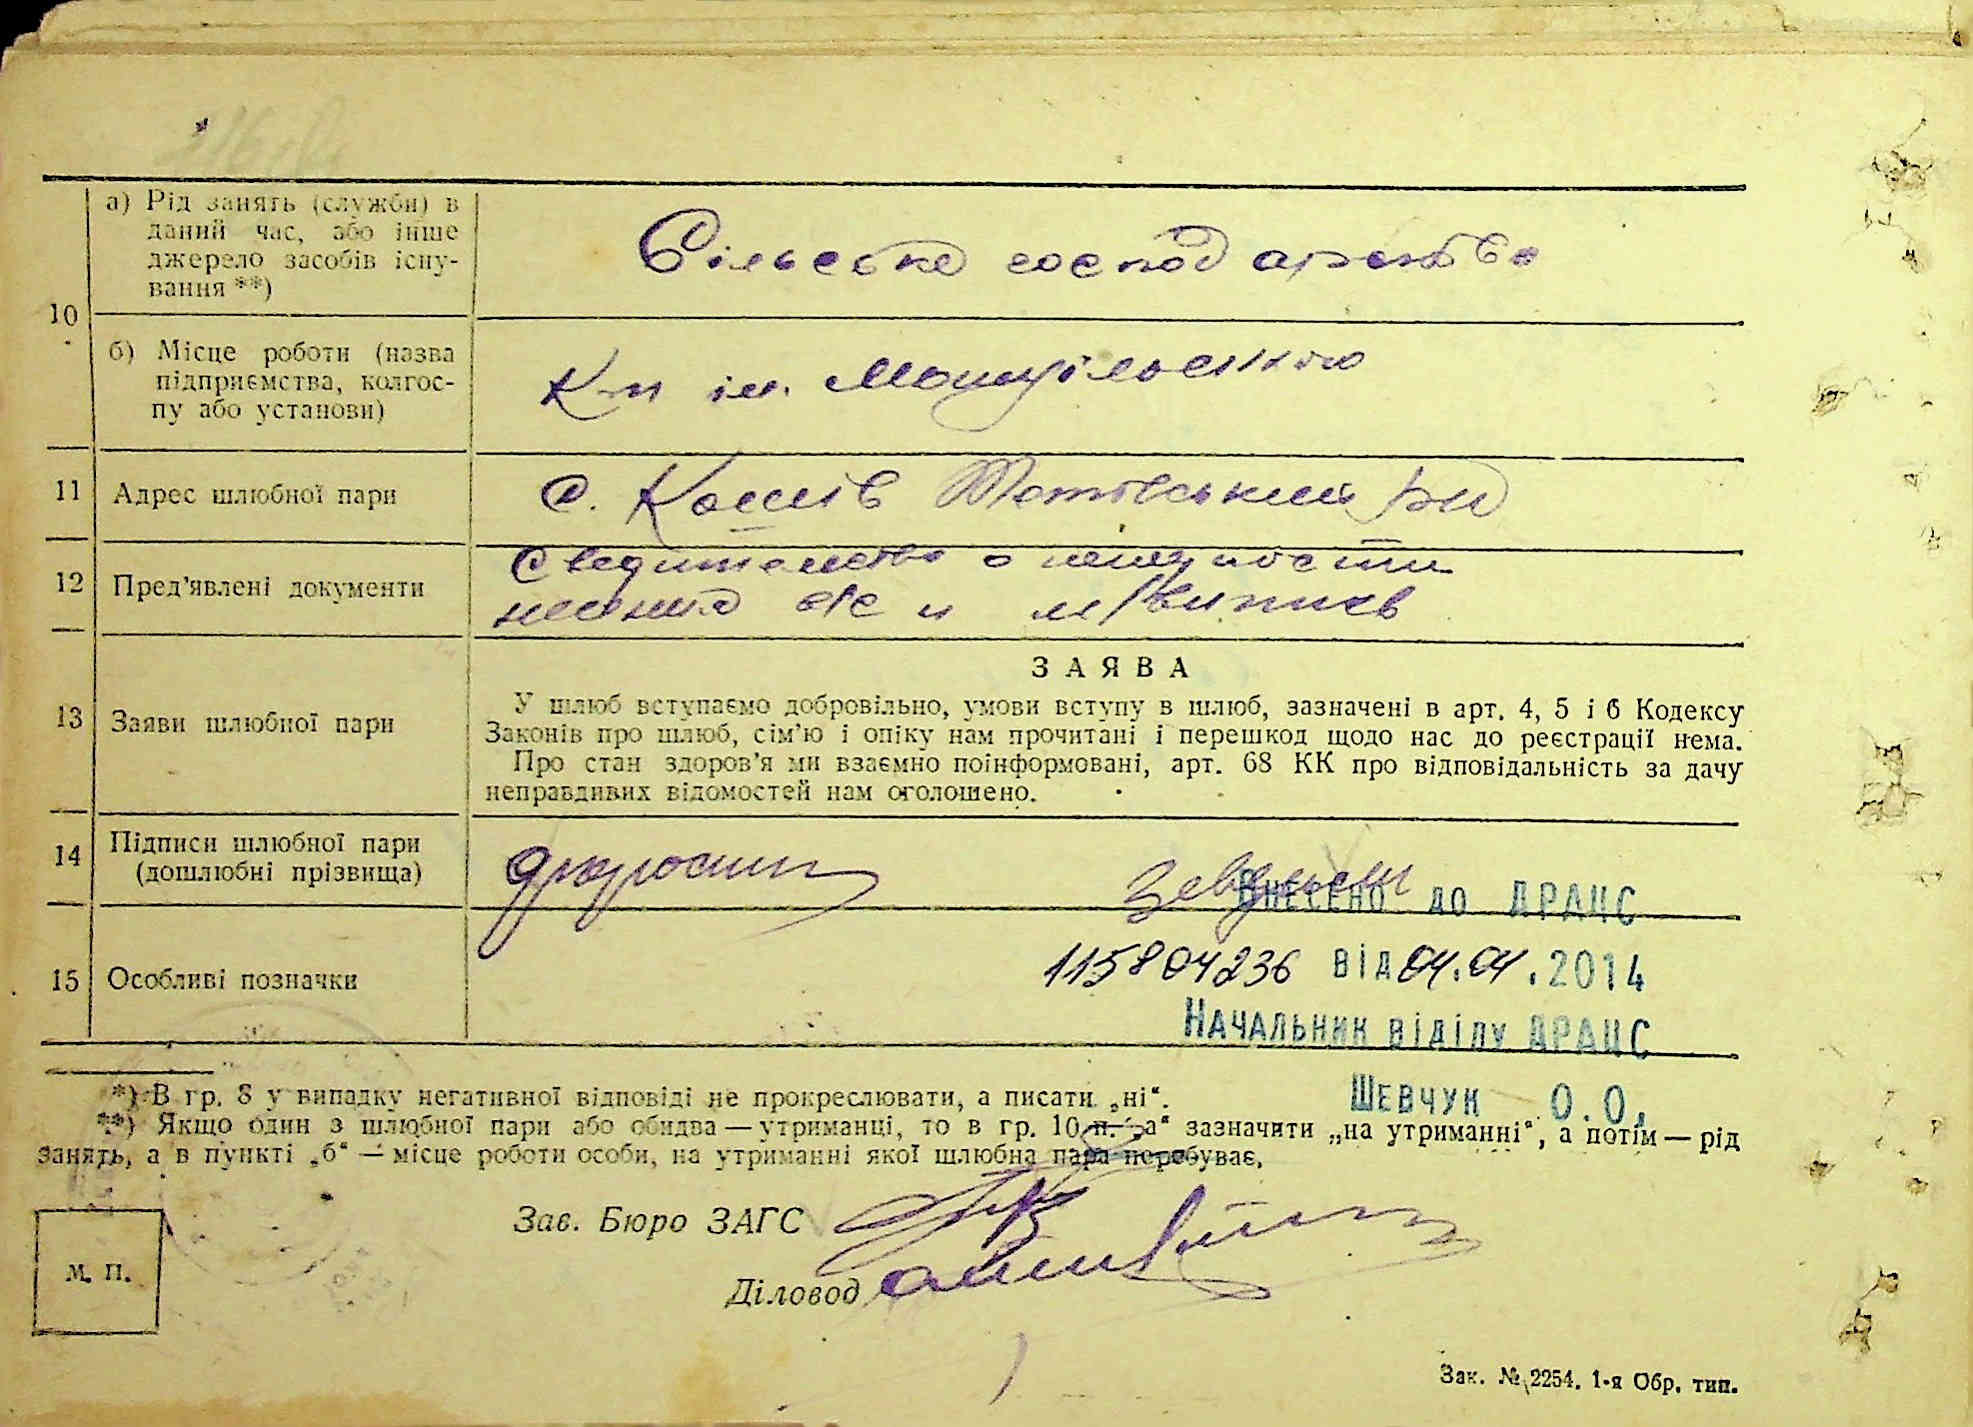 10
а) Рід занять (служби) в
даний час, або інше
джерело засобів існу-
вання **)
Сільське господарство
б) Місце роботи (назва
підприємства, колгос-
пу або установи)
Кп ім.
11
Адрес шлюбної пари
с. Кошів
12
Пред'явлені документи
Сведительство о
и
13
Заяви шлюбної пари
ЗАЯВА
У шлюб вступаємо добровільно, умови вступу в шлюб, зазначені в арт. 4, 5 і 6 Кодексу
Законів про шлюб, сім'ю і опіку нам прочитані і перешкод щодо нас до реєстрації нема.
Про стан здоров'я ми взаємно поінформовані, арт. 68 КК про відповідальність за дачу
неправдивих відомостей нам оголошено.
14
Підписи шлюбної пари
(дошлюбні прізвища)
Внесено до ДРАЦС
15
Особливі позначки
115804236 від 04.04.2014
Начальник відділу ДРАЦС
Шевчук О.О.
*) В гр. 8 у випадку негативної відповіді не прокреслювати, а писати „ні“.
**) Якщо один з шлюбної пари або обидва — утриманці, то в гр. 10 п. „а“ зазначити „на утриманні“, а потім — рід
занять, а в пункті „б“ — місце роботи особи, на утриманні якої шлюбна пара перебуває.
Зав. Бюро ЗАГС
Діловод
М. П.
Зак. № 2254. 1-я Обр. тип.